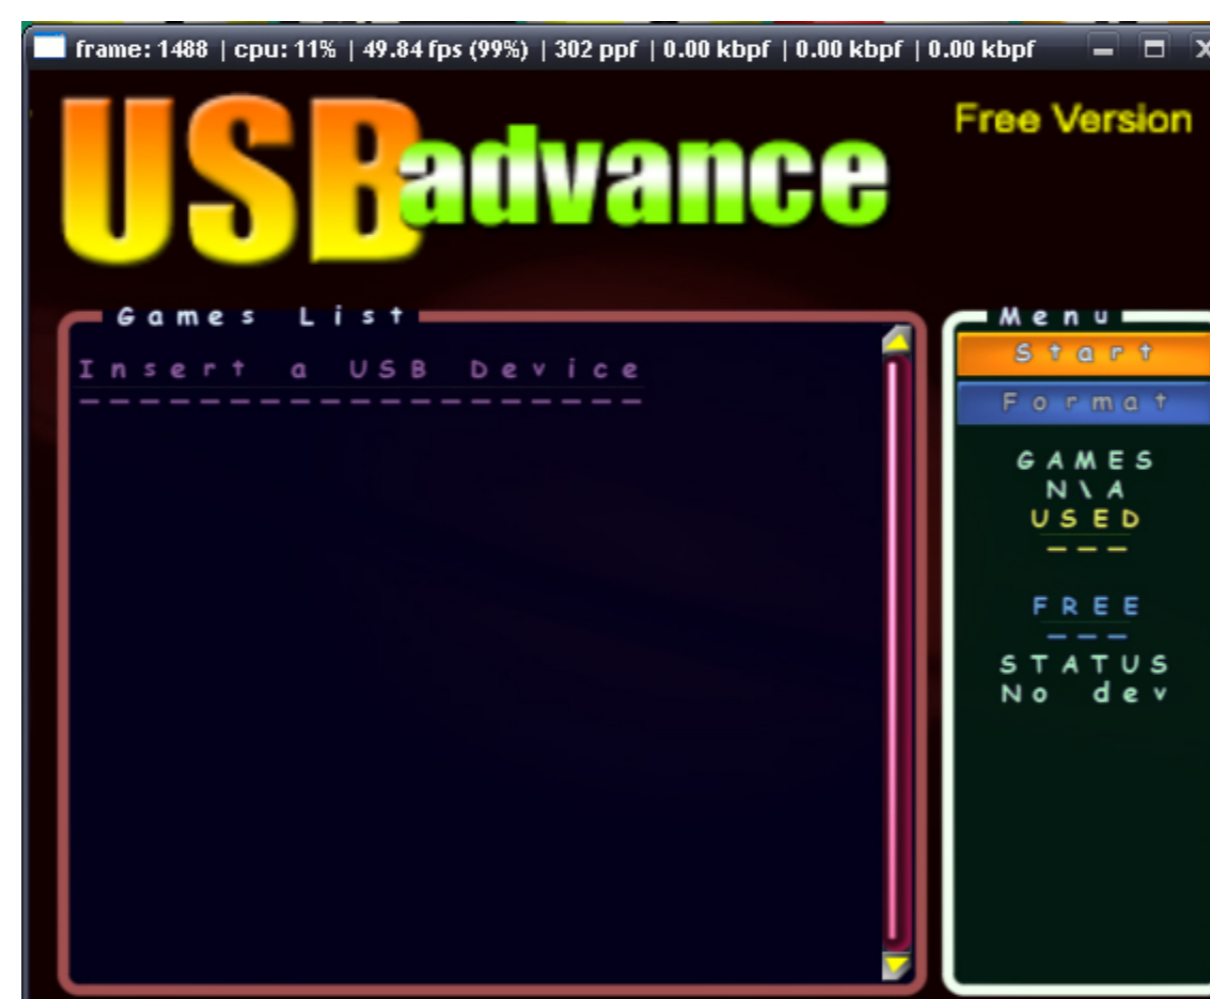 frame: 1488 | cpu: 11% | 49.84 fps (99%) | 302 ppf | 0.00 kbpf | 0.00 kbpf | 0.00 kbpf
USBadvance
Free Version
Games List
Insert a USB Device
-------------------
Menu
Start
Format
GAMES
N\A
USED
---
FREE
---
STATUS
No dev